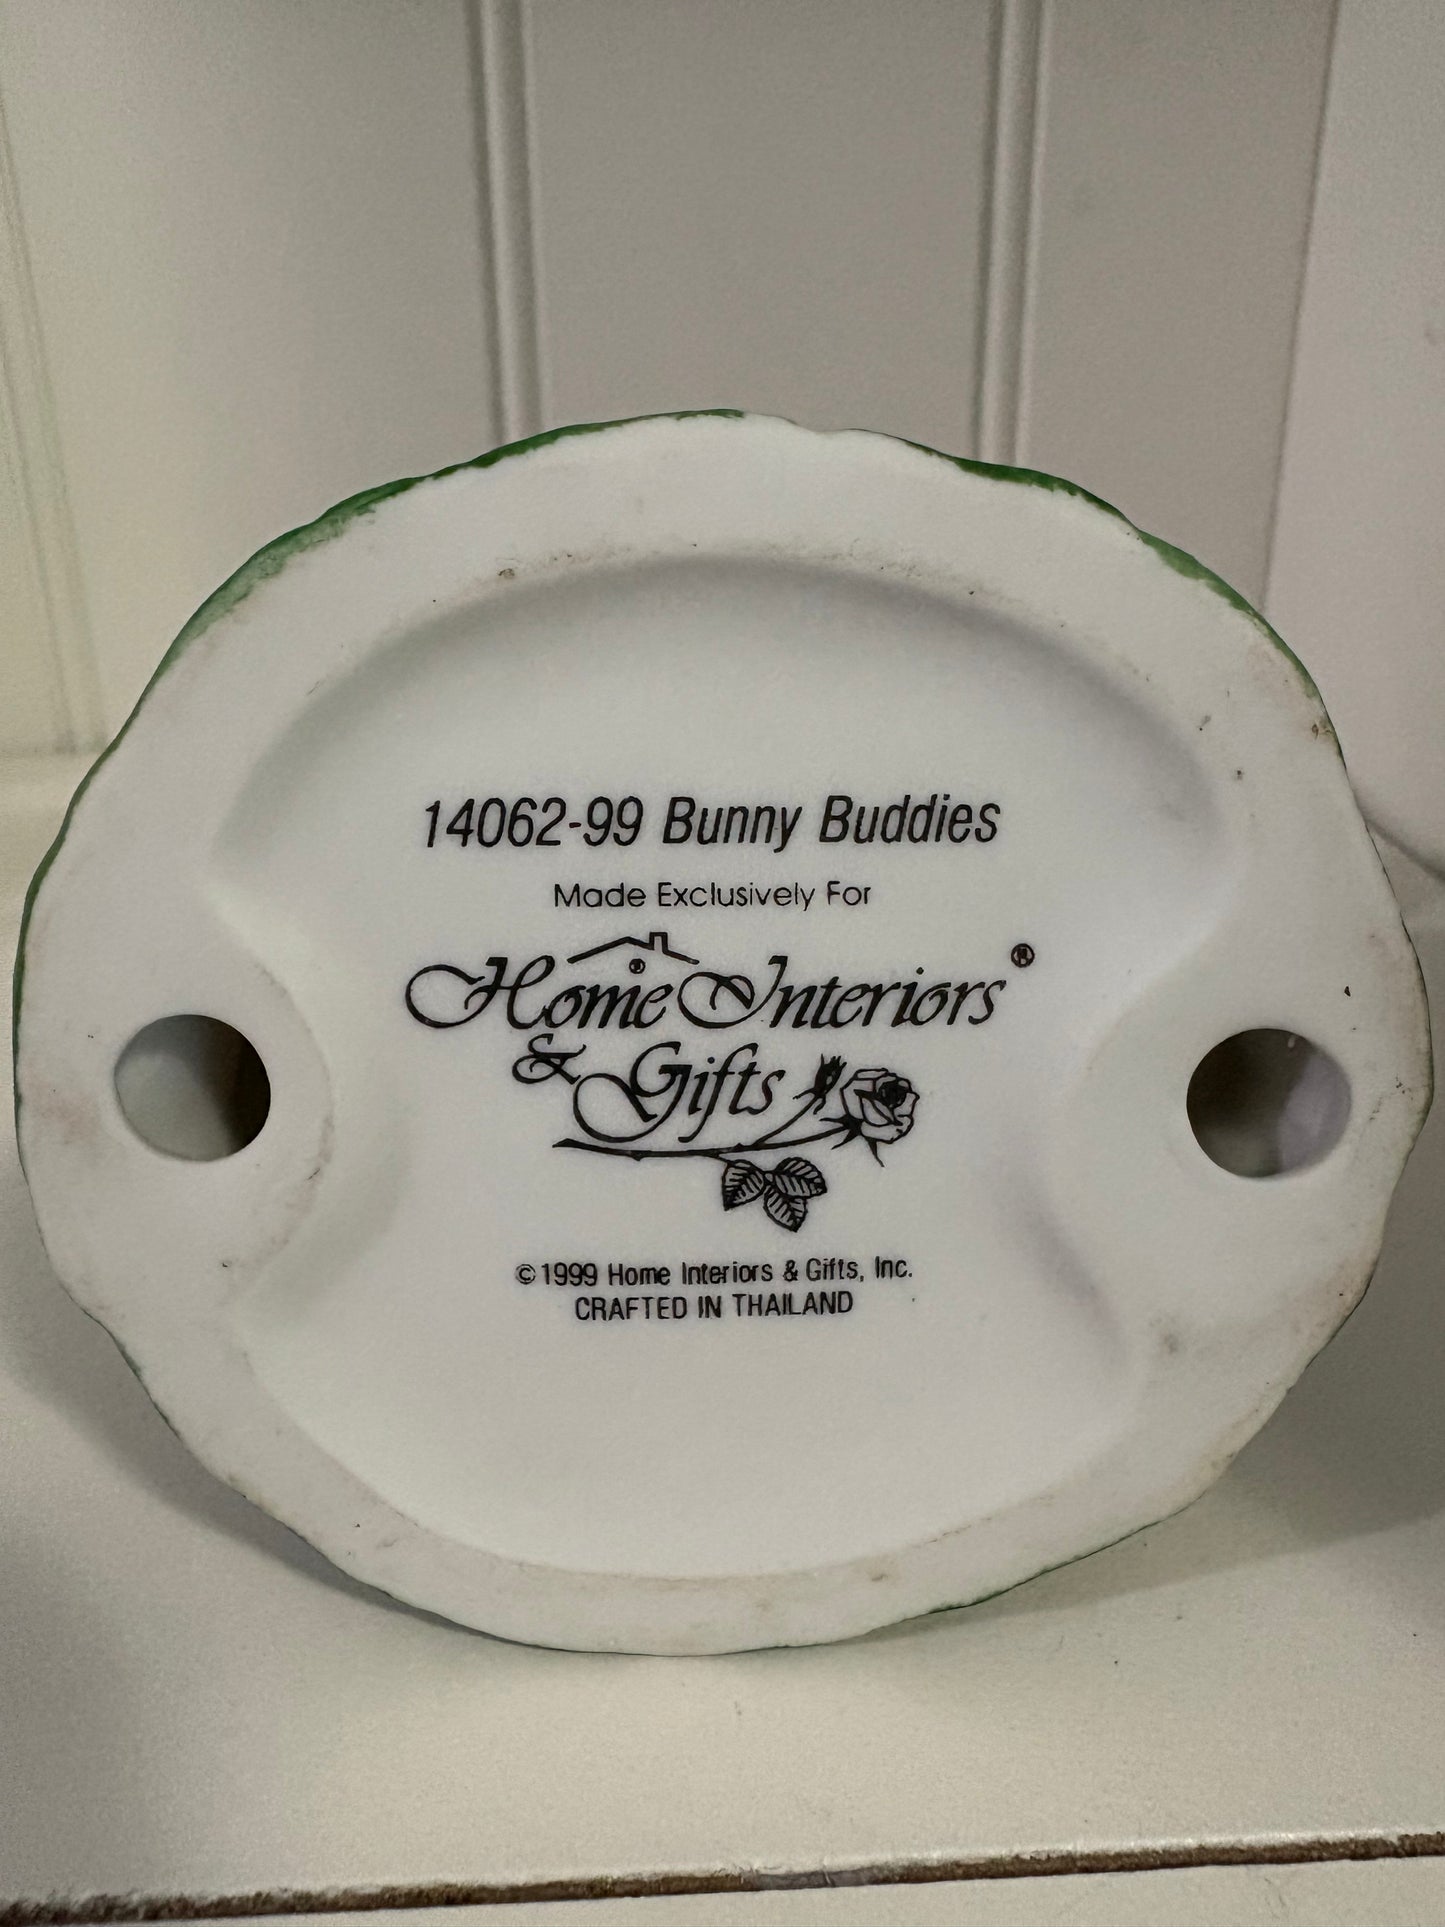 14062-99 Bunny Buddies
Made Exclusively For
Home Interiors®
& Gifts
©1999 Home Interiors & Gifts, Inc.
CRAFTED IN THAILAND